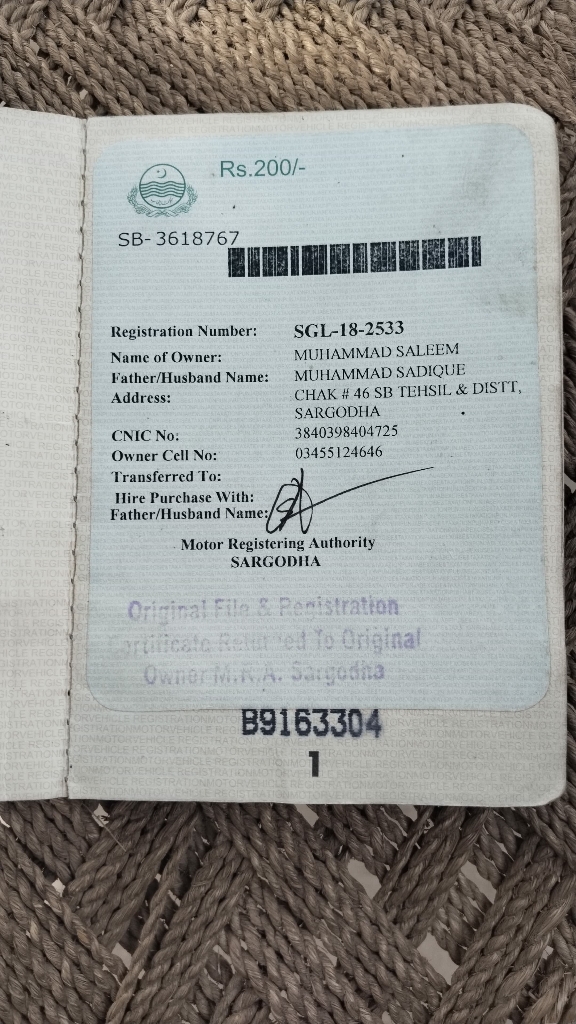 Rs.200/-
SB-3618767
Registration Number: SGL-18-2533
Name of Owner: MUHAMMAD SALEEM
Father/Husband Name: MUHAMMAD SADIQUE
Address: CHAK # 46 SB TEHSIL & DISTT,
SARGODHA
CNIC No: 3840398404725
Owner Cell No: 03455124646
Transferred To:
Hire Purchase With:
Father/Husband Name:
Motor Registering Authority
SARGODHA
Original File & Registration
Certificate Returned To Original
Owner M.R.A. Sargodha
B9163304
1